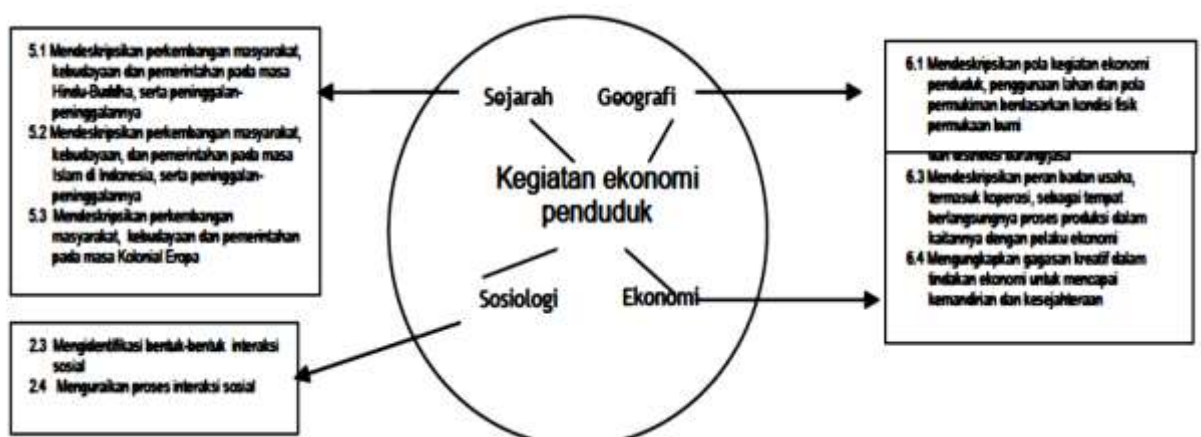 5.1 Mendeskripsikan perkembangan masyarakat,
kebudayaan dan pemerintahan pada masa
Hindu-Buddha, serta peninggalan-
peninggalannya
5.2 Mendeskripsikan perkembangan masyarakat,
kebudayaan, dan pemerintahan pada masa
Islam di Indonesia, serta peninggalan-
peninggalannya
5.3 Mendeskripsikan perkembangan
masyarakat, kebudayaan dan pemerintahan
pada masa Kolonial Eropa
2.3 Mengidentifikasi bentuk-bentuk interaksi
sosial
2.4 Menguraikan proses interaksi sosial
Sejarah
Geografi
Kegiatan ekonomi
penduduk
Sosiologi
Ekonomi
6.1 Mendeskripsikan pola kegiatan ekonomi
penduduk, penggunaan lahan dan pola
permukiman berdasarkan kondisi fisik
permukaan bumi
dan distribusi barang/jasa
6.3 Mendeskripsikan peran badan usaha,
termasuk koperasi, sebagai tempat
berlangsungnya proses produksi dalam
kaitannya dengan pelaku ekonomi
6.4 Mengungkapkan gagasan kreatif dalam
tindakan ekonomi untuk mencapai
kemandirian dan kesejahteraan